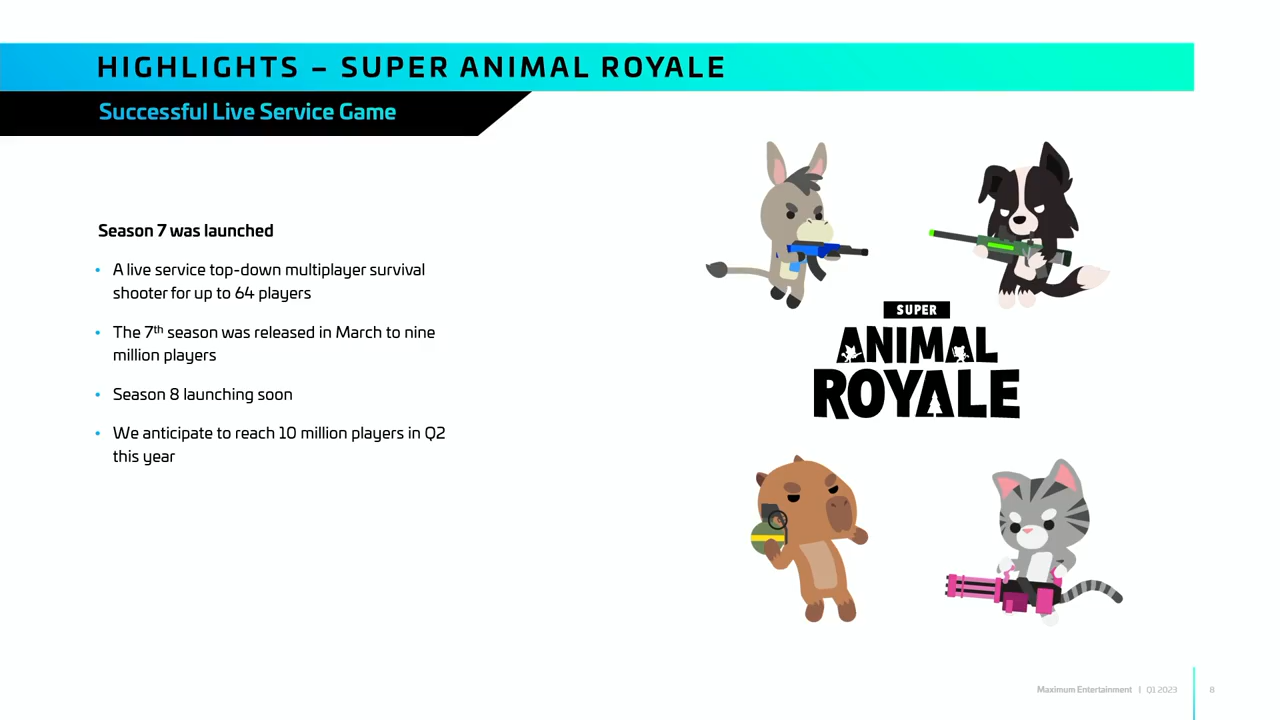 HIGHLIGHTS – SUPER ANIMAL ROYALE
Successful Live Service Game
Season 7 was launched
• A live service top-down multiplayer survival
shooter for up to 64 players
• The 7th season was released in March to nine
million players
• Season 8 launching soon
• We anticipate to reach 10 million players in Q2
this year
SUPER
ANIMAL
ROYALE
Maximum Entertainment | Q1 2023 8